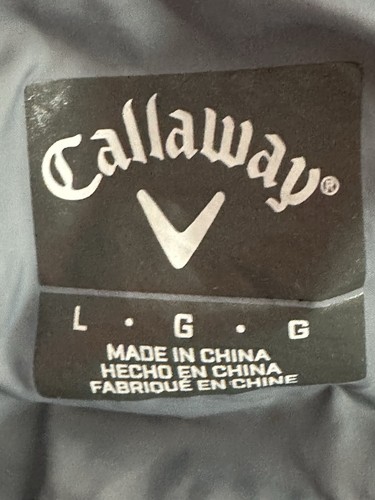 Callaway®
L · G · G
MADE IN CHINA
HECHO EN CHINA
FABRIQUÉ EN CHINE